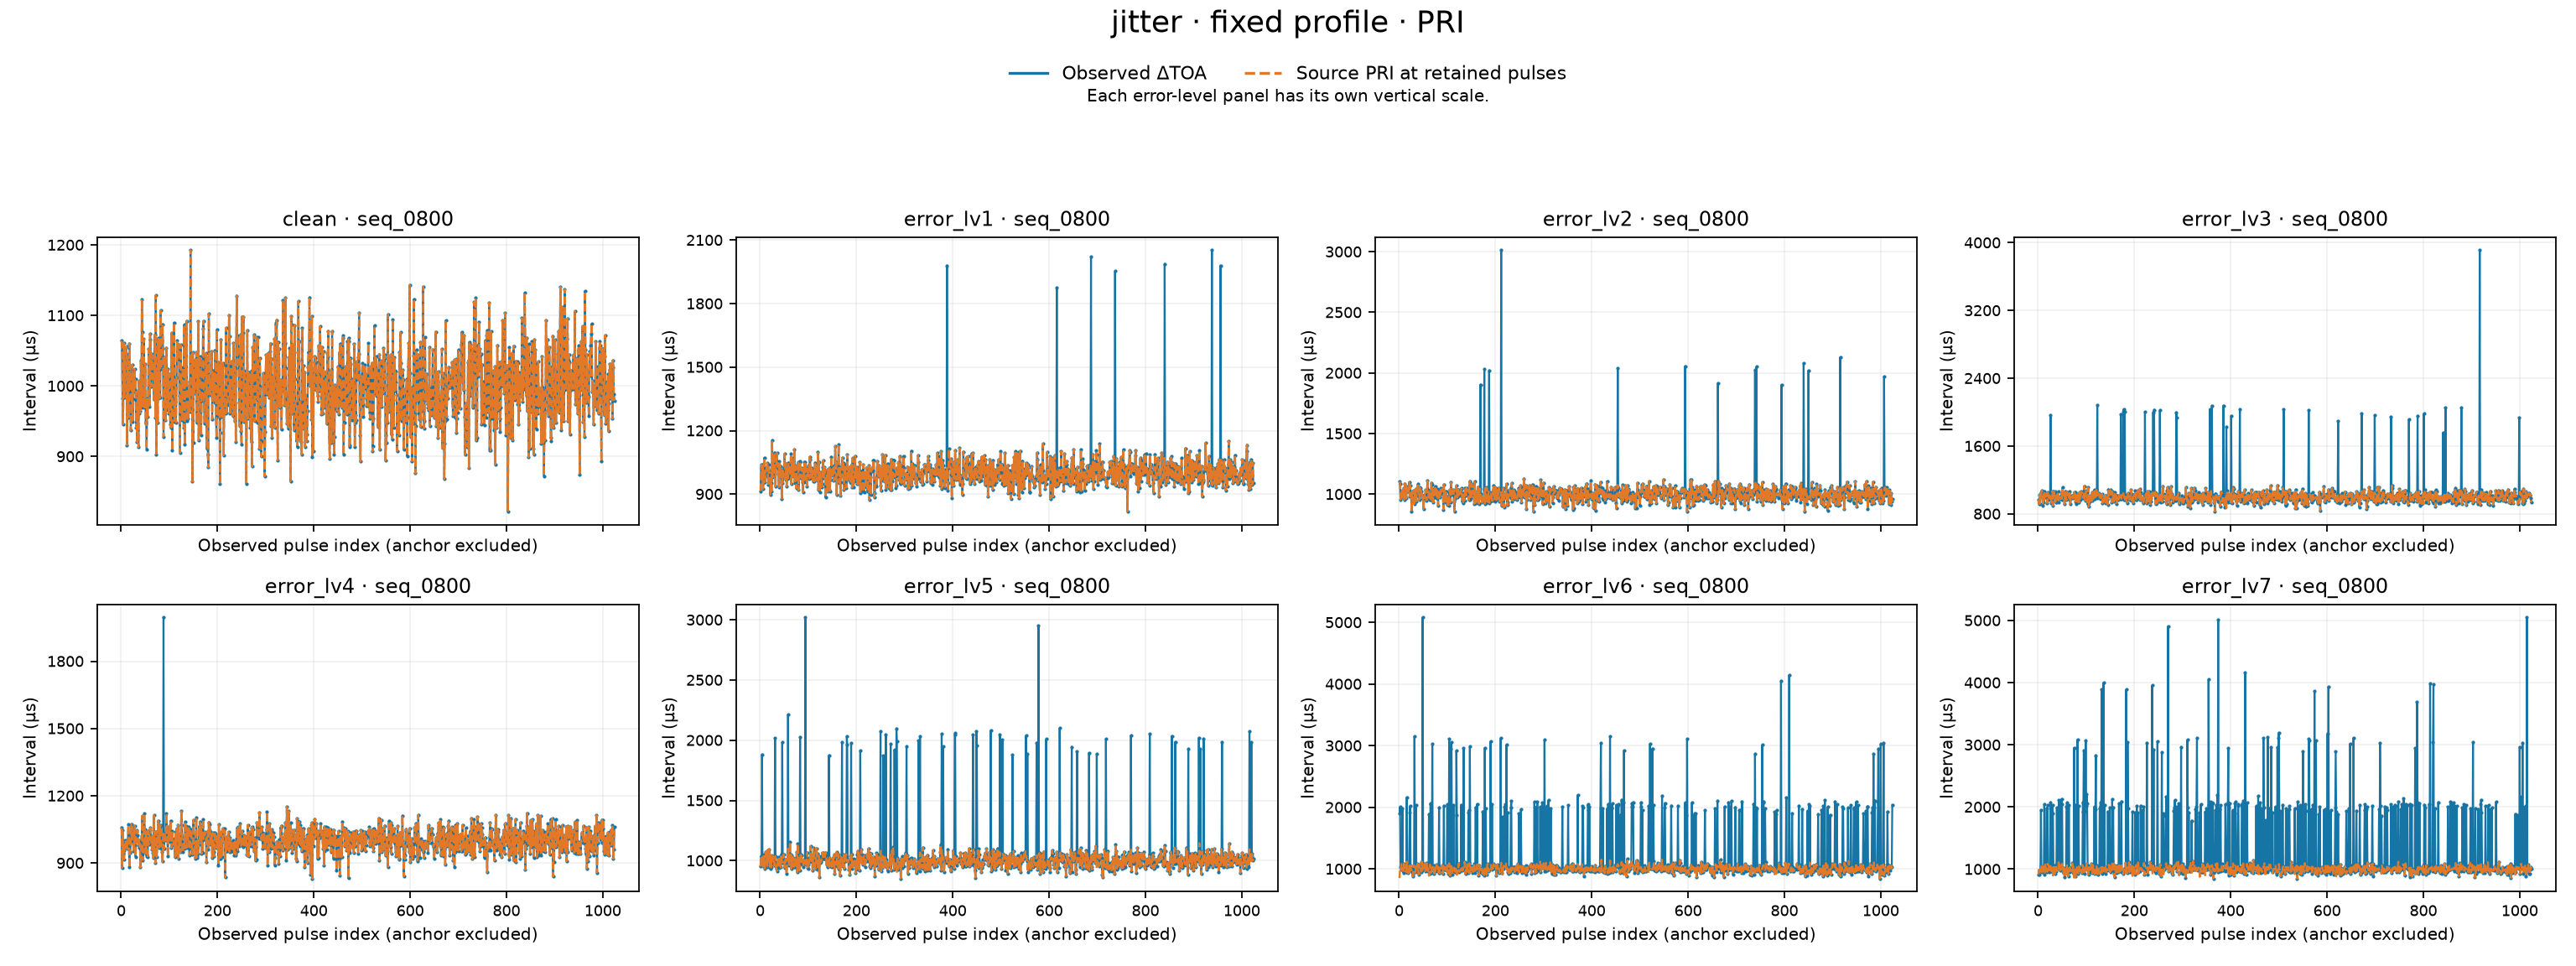 jitter · fixed profile · PRI
Observed ΔTOA
Source PRI at retained pulses
Each error-level panel has its own vertical scale.
clean · seq_0800
1200
1100
1000
900
Interval (μs)
Observed pulse index (anchor excluded)
error_lv1 · seq_0800
2100
1800
1500
1200
900
Interval (μs)
Observed pulse index (anchor excluded)
error_lv2 · seq_0800
3000
2500
2000
1500
1000
Interval (μs)
Observed pulse index (anchor excluded)
error_lv3 · seq_0800
4000
3200
2400
1600
800
Interval (μs)
Observed pulse index (anchor excluded)
error_lv4 · seq_0800
1800
1500
1200
900
Interval (μs)
0 200 400 600 800 1000
Observed pulse index (anchor excluded)
error_lv5 · seq_0800
3000
2500
2000
1500
1000
Interval (μs)
0 200 400 600 800 1000
Observed pulse index (anchor excluded)
error_lv6 · seq_0800
5000
4000
3000
2000
1000
Interval (μs)
0 200 400 600 800 1000
Observed pulse index (anchor excluded)
error_lv7 · seq_0800
5000
4000
3000
2000
1000
Interval (μs)
0 200 400 600 800 1000
Observed pulse index (anchor excluded)